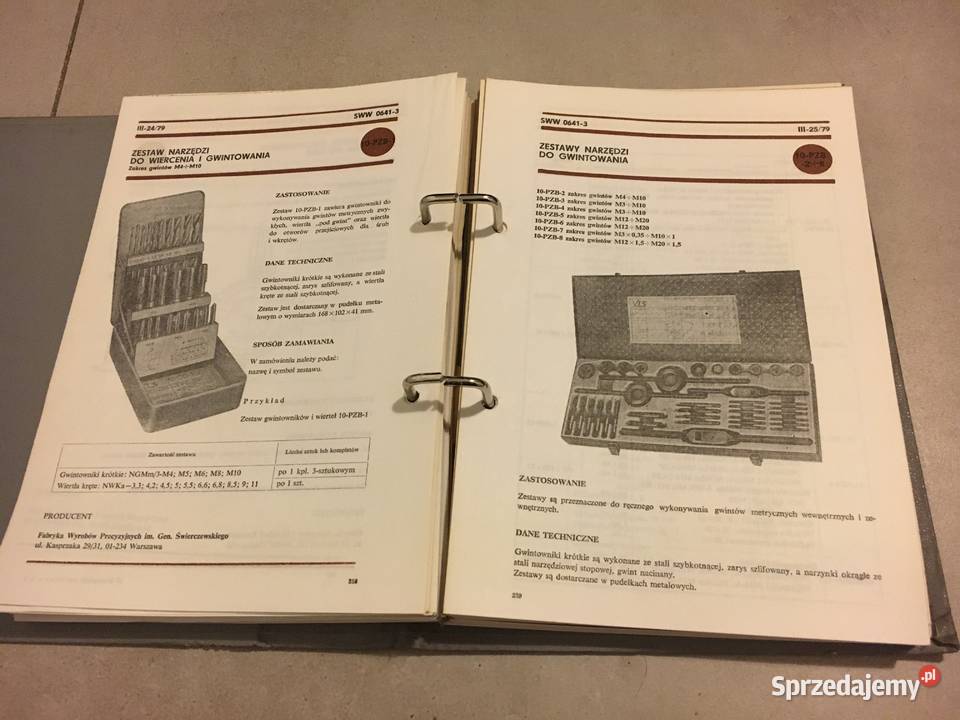 III-24/79
SWW 0641-3
ZESTAW NARZĘDZI
DO WIERCENIA I GWINTOWANIA
Zakres gwintów M4÷M10
10-PZB-
ZASTOSOWANIE
Zestaw 10-PZB-1 zawiera gwintowniki do
wykonywania gwintów metrycznych zwy-
kłych, wiertła „pod gwint” oraz wiertła
do otworów przejściowych dla śrub
i wkrętów.
DANE TECHNICZNE
Gwintowniki krótkie są wykonane ze stali
szybkotnącej, zarys szlifowany, a wiertła
kręte ze stali szybkotnącej.
Zestaw jest dostarczany w pudełku meta-
lowym o wymiarach 168×102×41 mm.
SPOSÓB ZAMAWIANIA
W zamówieniu należy podać:
nazwę i symbol zestawu.
Przykład
Zestaw gwintowników i wierteł 10-PZB-1
Zawartość zestawu
Liczba sztuk lub kompletów
Gwintowniki krótkie: NGMm/3-M4; M5; M6; M8; M10
po 1 kpl. 3-sztukowym
Wiertła kręte: NWKa—3,3; 4,2; 4,5; 5; 5,5; 6,6; 6,8; 8,5; 9; 11
po 1 szt.
PRODUCENT
Fabryka Wyrobów Precyzyjnych im. Gen. Świerczewskiego
ul. Kasprzaka 29/31, 01-234 Warszawa
258
SWW 0641-3
III-25/79
ZESTAWY NARZĘDZI
DO GWINTOWANIA
10-PZB
-2÷8
10-PZB-2 zakres gwintów M4÷M10
10-PZB-3 zakres gwintów M3÷M10
10-PZB-4 zakres gwintów M3÷M10
10-PZB-5 zakres gwintów M12÷M20
10-PZB-6 zakres gwintów M12÷M20
10-PZB-7 zakres gwintów M3×0,35÷M10×1
10-PZB-8 zakres gwintów M12×1,5÷M20×1,5
VIS
ZASTOSOWANIE
Zestawy są przeznaczone do ręcznego wykonywania gwintów metrycznych wewnętrznych i ze-
wnętrznych.
DANE TECHNICZNE
Gwintowniki krótkie są wykonane ze stali szybkotnącej, zarys szlifowany, a narzynki okrągłe ze
stali narzędziowej stopowej, gwint nacinany.
Zestawy są dostarczane w pudełkach metalowych.
259
Sprzedajemy.pl